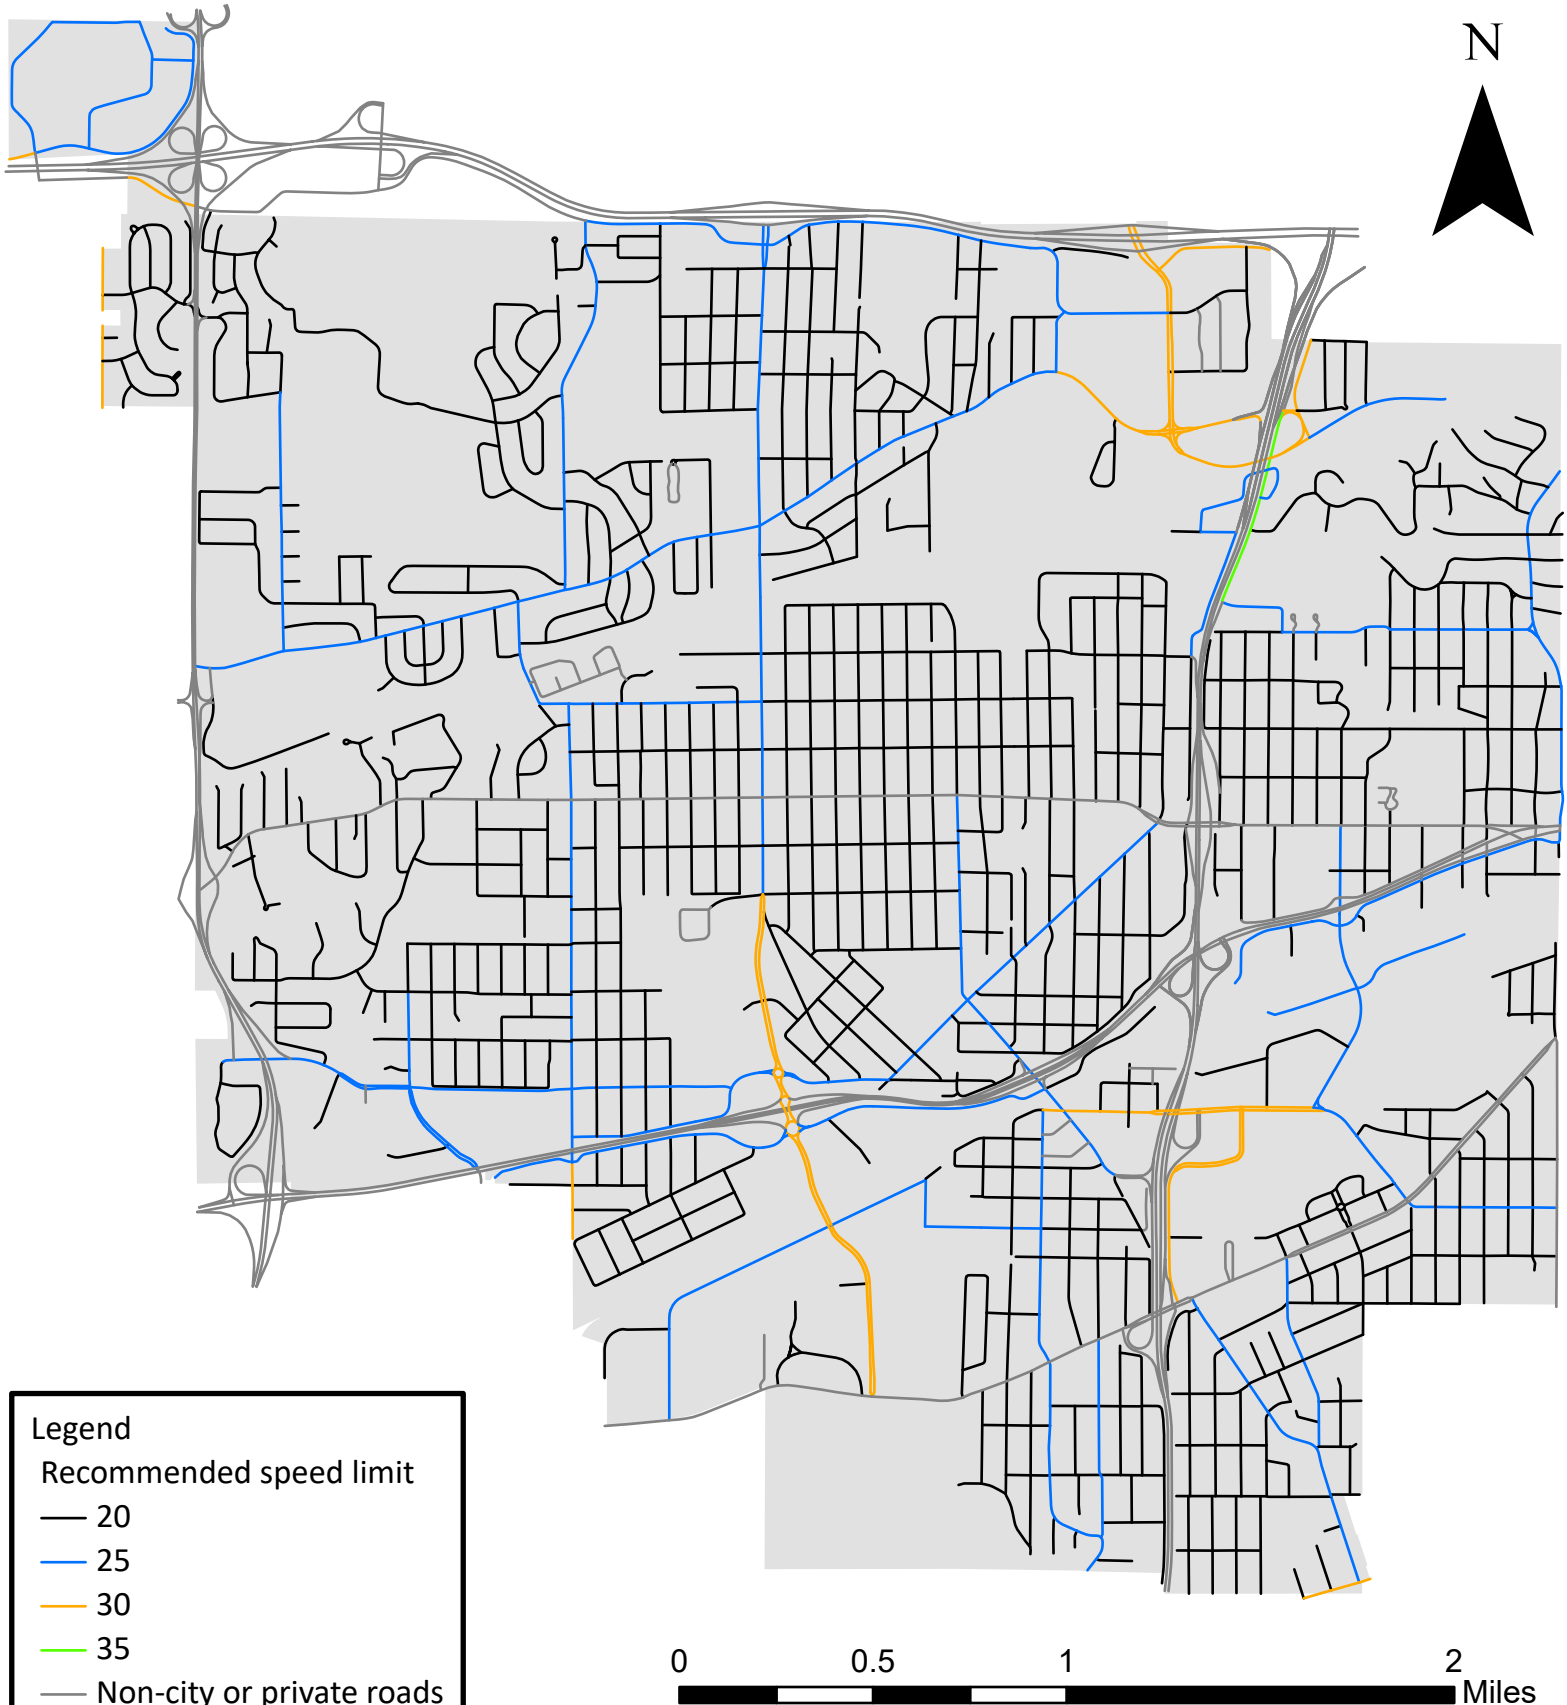 N
Legend
Recommended speed limit
20
25
30
35
Non-city or private roads
0 0.5 1 2
Miles